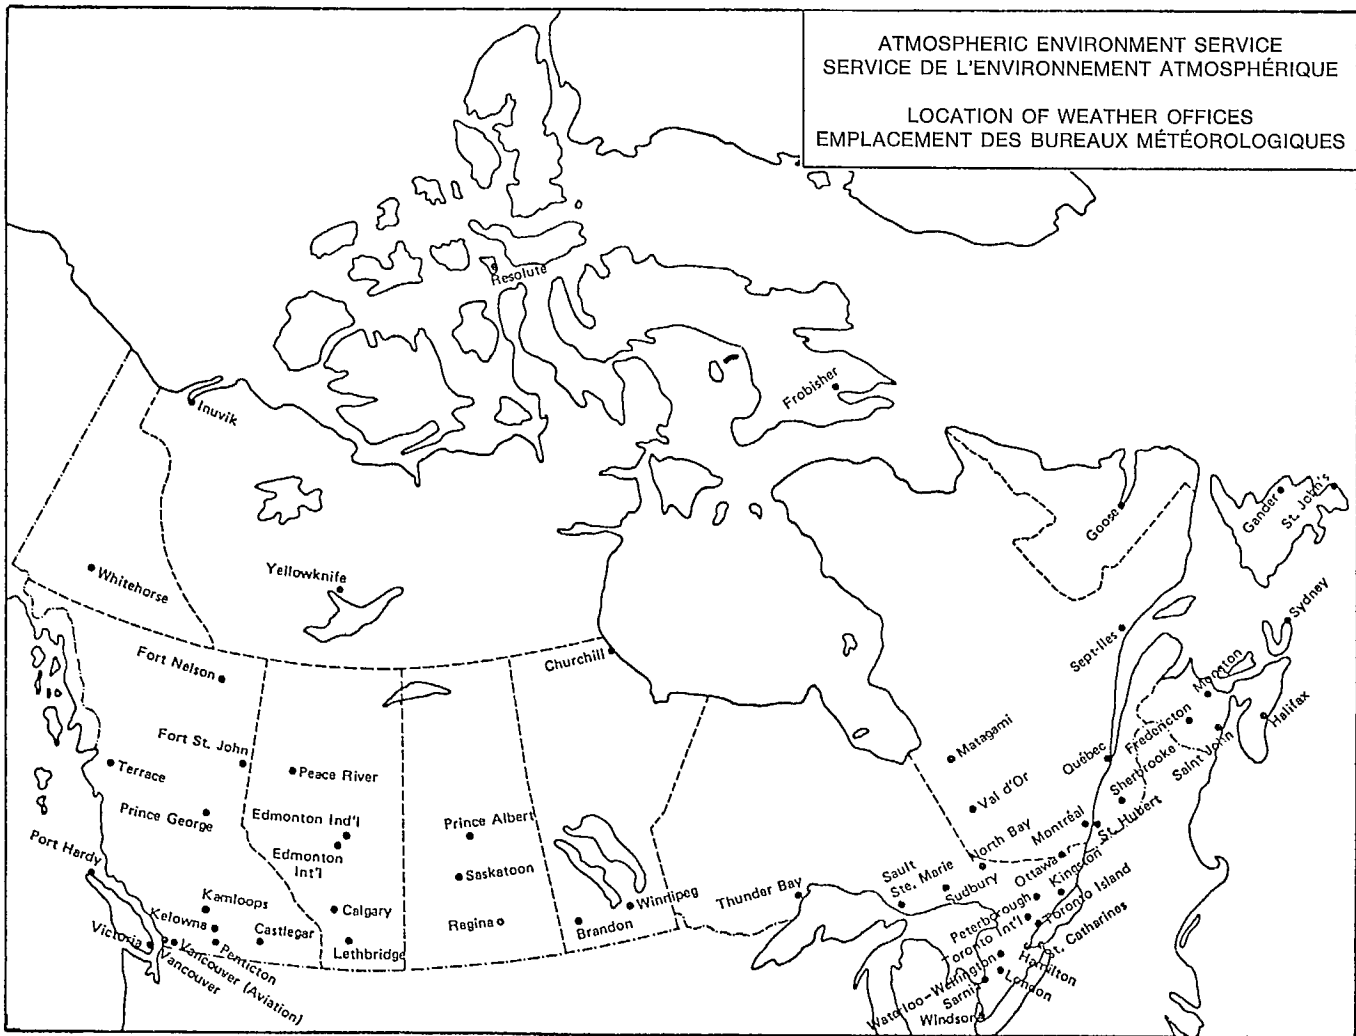 ATMOSPHERIC ENVIRONMENT SERVICE
SERVICE DE L'ENVIRONNEMENT ATMOSPHÉRIQUE
LOCATION OF WEATHER OFFICES
EMPLACEMENT DES BUREAUX MÉTÉOROLOGIQUES
Resolute
Frobisher
Inuvik
Goose
Gander
St. John's
Yellowknife
Whitehorse
Sydney
Sept-Iles
Churchill
Fort Nelson
Moncton
Halifax
Fredericton
Saint John
Matagami
Québec
Sherbrooke
Fort St. John
Terrace
Peace River
Val d'Or
Prince George
Edmonton Ind'l
Edmonton
Int'l
Prince Albert
North Bay
Montréal
St. Hubert
Port Hardy
Saskatoon
Sault
Ste. Marie
Sudbury
Ottawa
Kingston
Thunder Bay
Winnipeg
Kamloops
Calgary
Regina
Brandon
Peterborough
Toronto Island
Kelowna
Castlegar
Lethbridge
Victoria
Penticton
Vancouver (Aviation)
Vancouver
Toronto Int'l
St. Catharines
Hamilton
Waterloo-Wellington
London
Sarnia
Windsor